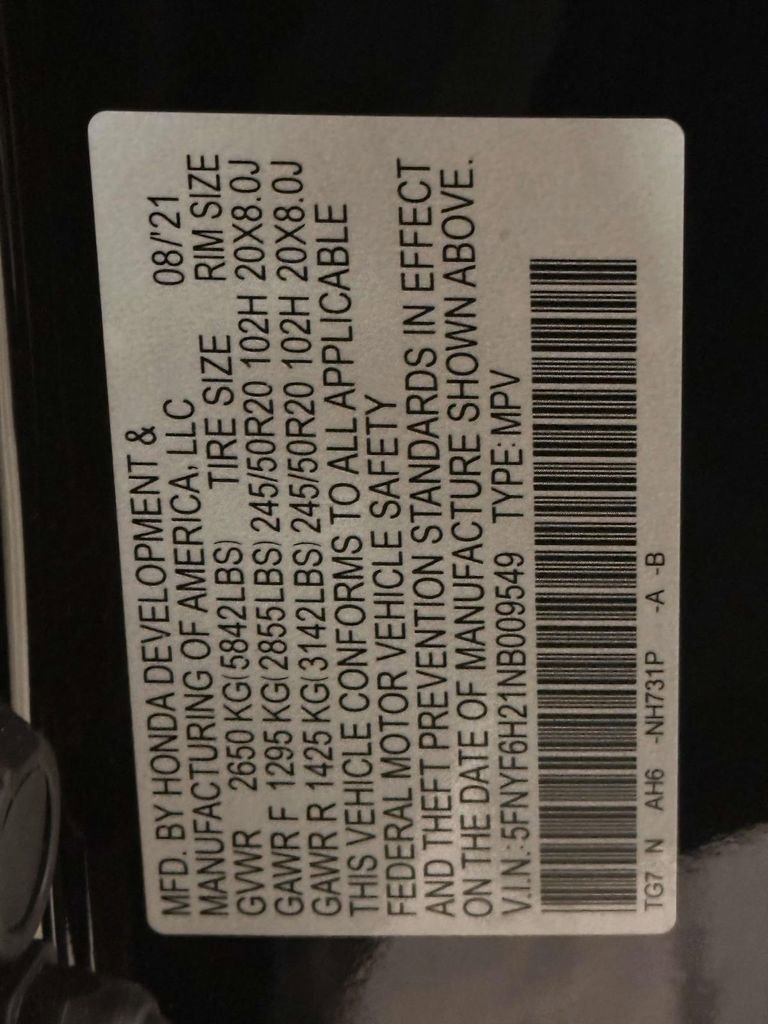 MFD. BY HONDA DEVELOPMENT & 08/'21
MANUFACTURING OF AMERICA, LLC
TIRE SIZE RIM SIZE
GVWR 2650 KG(5842LBS)
GAWR F 1295 KG(2855LBS) 245/50R20 102H 20X8.0J
GAWR R 1425 KG(3142LBS) 245/50R20 102H 20X8.0J
THIS VEHICLE CONFORMS TO ALL APPLICABLE
FEDERAL MOTOR VEHICLE SAFETY
AND THEFT PREVENTION STANDARDS IN EFFECT
ON THE DATE OF MANUFACTURE SHOWN ABOVE.
V.I.N.:5FNYF6H21NB009549 TYPE:MPV
TG7 N AH6 -NH731P -A -B